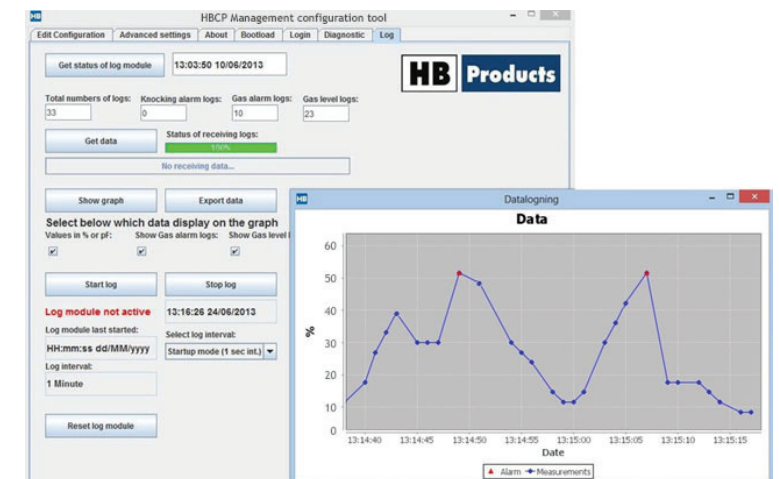 HB
HBCP Management configuration tool
Edit Configuration Advanced settings About Bootload Login Diagnostic Log
Get status of log module 13:03:50 10/06/2013
HB Products
Total numbers of logs: Knocking alarm logs: Gas alarm logs: Gas level logs:
33 0 10 23
Get data
Status of receiving logs:
100%
No receiving data...
Show graph Export data
Select below which data display on the graph
Values in % or pF: Show Gas alarm logs: Show Gas level l
Start log Stop log
Log module not active 13:16:26 24/06/2013
Log module last started: Select log interval:
HH:mm:ss dd/MM/yyyy Startup mode (1 sec int.)
Log interval:
1 Minute
Reset log module
HB
Datalogning
Data
60
50
40
30
20
10
0
%
13:14:40 13:14:45 13:14:50 13:14:55 13:15:00 13:15:05 13:15:10 13:15:15
Date
Alarm Measurements